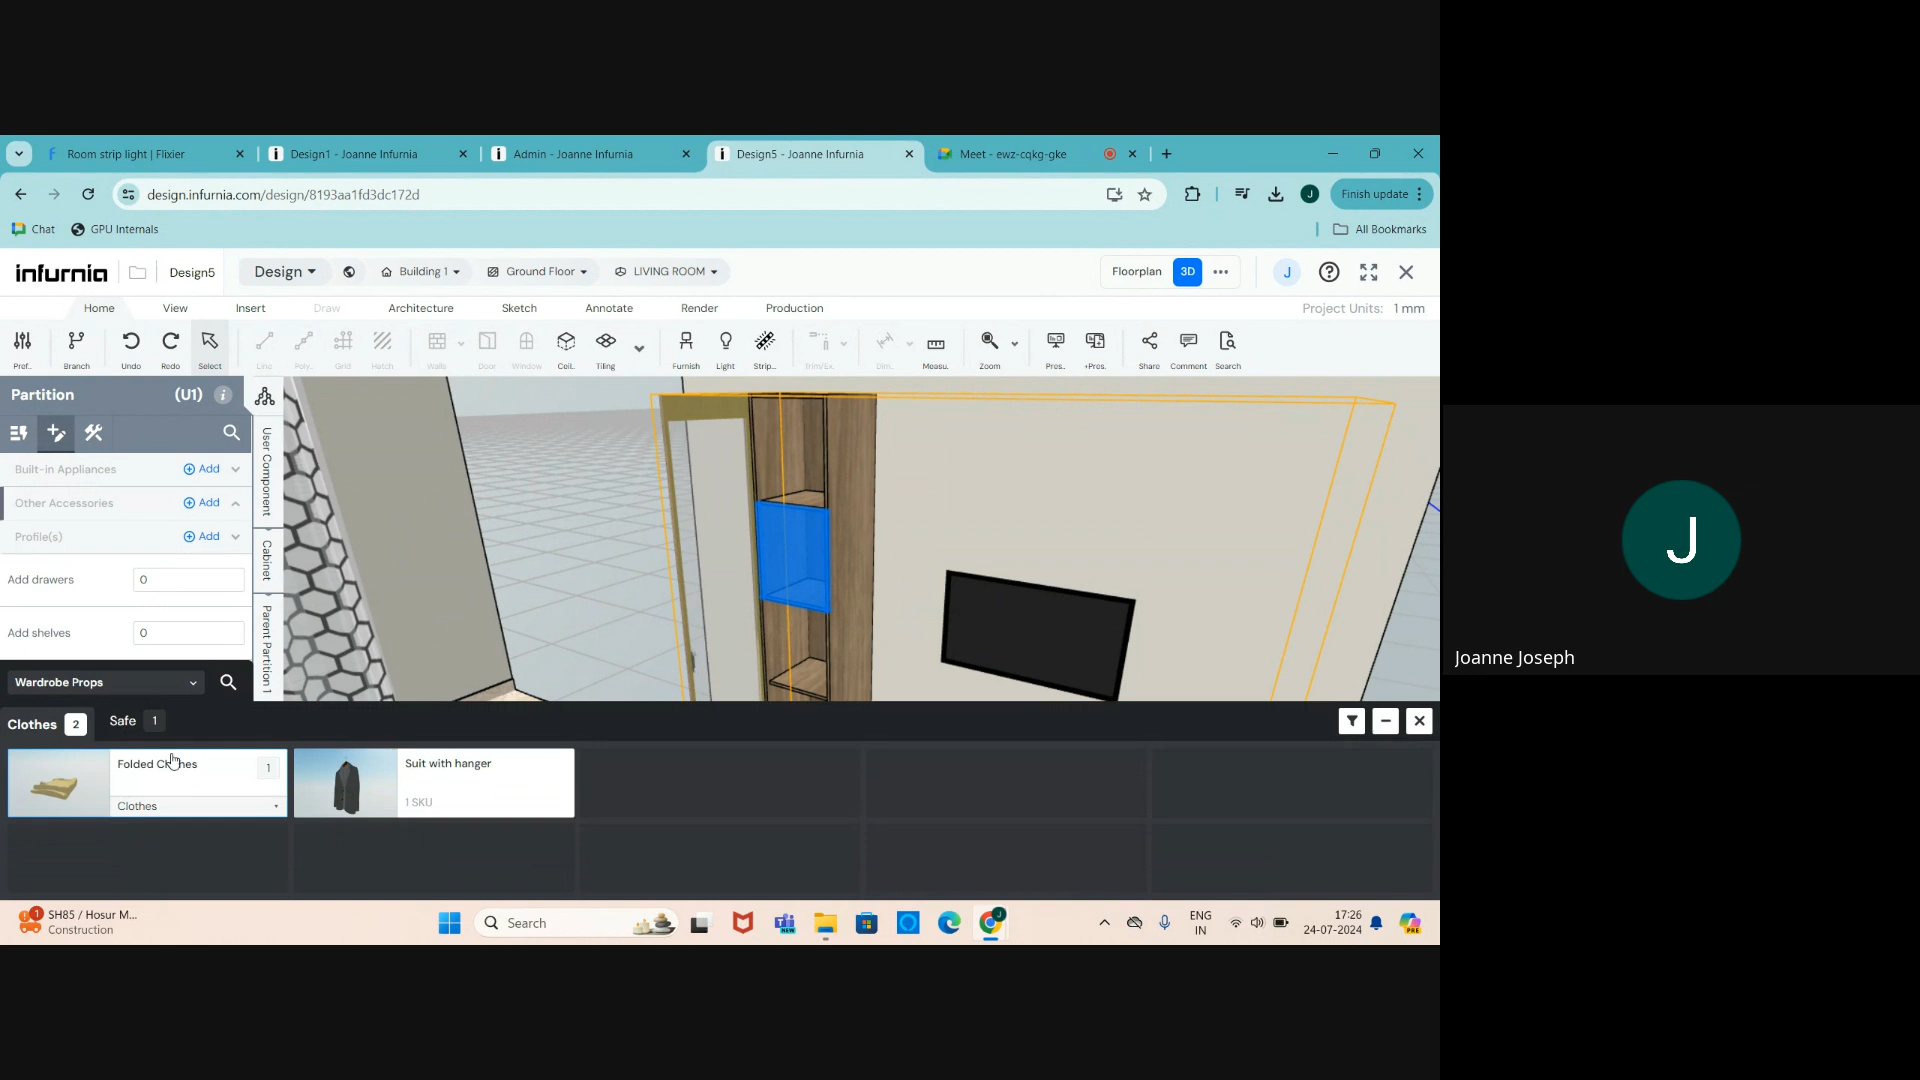 Room strip light | Flixier
Design1 - Joanne Infurnia
Admin - Joanne Infurnia
Design5 - Joanne Infurnia
Meet - ewz-cqkg-gke
design.infurnia.com/design/8193aa1fd3dc172d
J
Finish update
Chat
GPU Internals
All Bookmarks
infurnia
Design5
Design
Building 1
Ground Floor
LIVING ROOM
Floorplan
3D
J
Home
View
Insert
Draw
Architecture
Sketch
Annotate
Render
Production
Project Units: 1 mm
Pref..
Branch
Undo
Redo
Select
Line
Poly..
Grid
Hatch
Walls
Door
Window
Ceil..
Tiling
Furnish
Light
Strip..
Trim/Ex.
Dim..
Measu.
Zoom
Pres..
+Pres.
Share
Comment
Search
Partition
(U1)
Built-in Appliances
Add
Other Accessories
Add
Profile(s)
Add
Add drawers
0
Add shelves
0
User Component
Cabinet
Parent Partition 1
Wardrobe Props
Clothes 2
Safe 1
Folded Clothes
1
Clothes
Suit with hanger
1 SKU
J
Joanne Joseph
1
SH85 / Hosur M...
Construction
Search
NEW
J
ENG
IN
17:26
24-07-2024
PRE